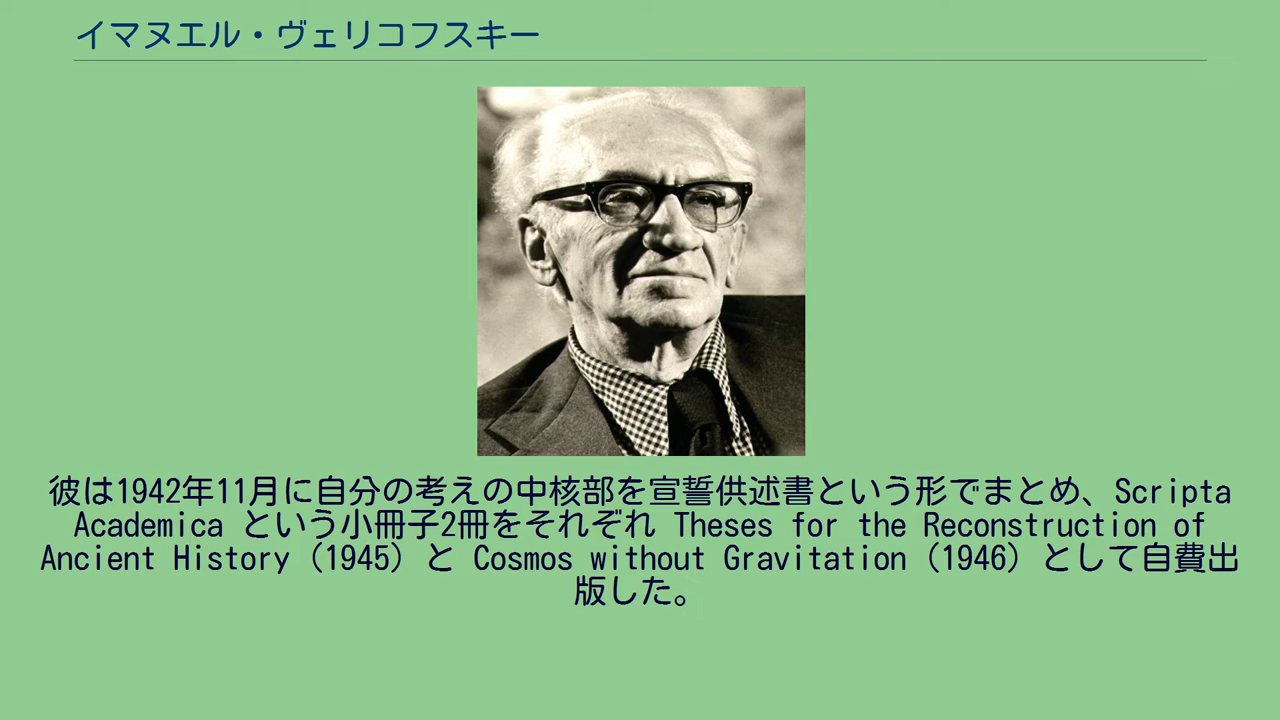 イマヌエル・ヴェリコフスキー
彼は1942年11月に自分の考えの中核部を宣誓供述書という形でまとめ、Scripta
Academica という小冊子2冊をそれぞれ Theses for the Reconstruction of
Ancient History（1945）と Cosmos without Gravitation（1946）として自費出
版した。